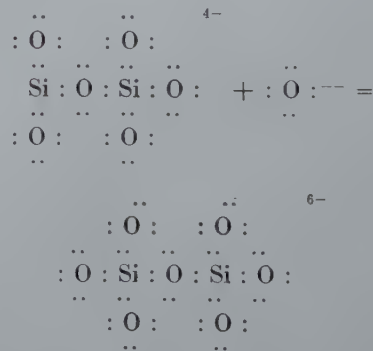 4−
: O : : O :
Si : O : Si : O : + : O : −− =
: O : : O :
6−
: O : : O :
: O : Si : O : Si : O :
: O : : O :